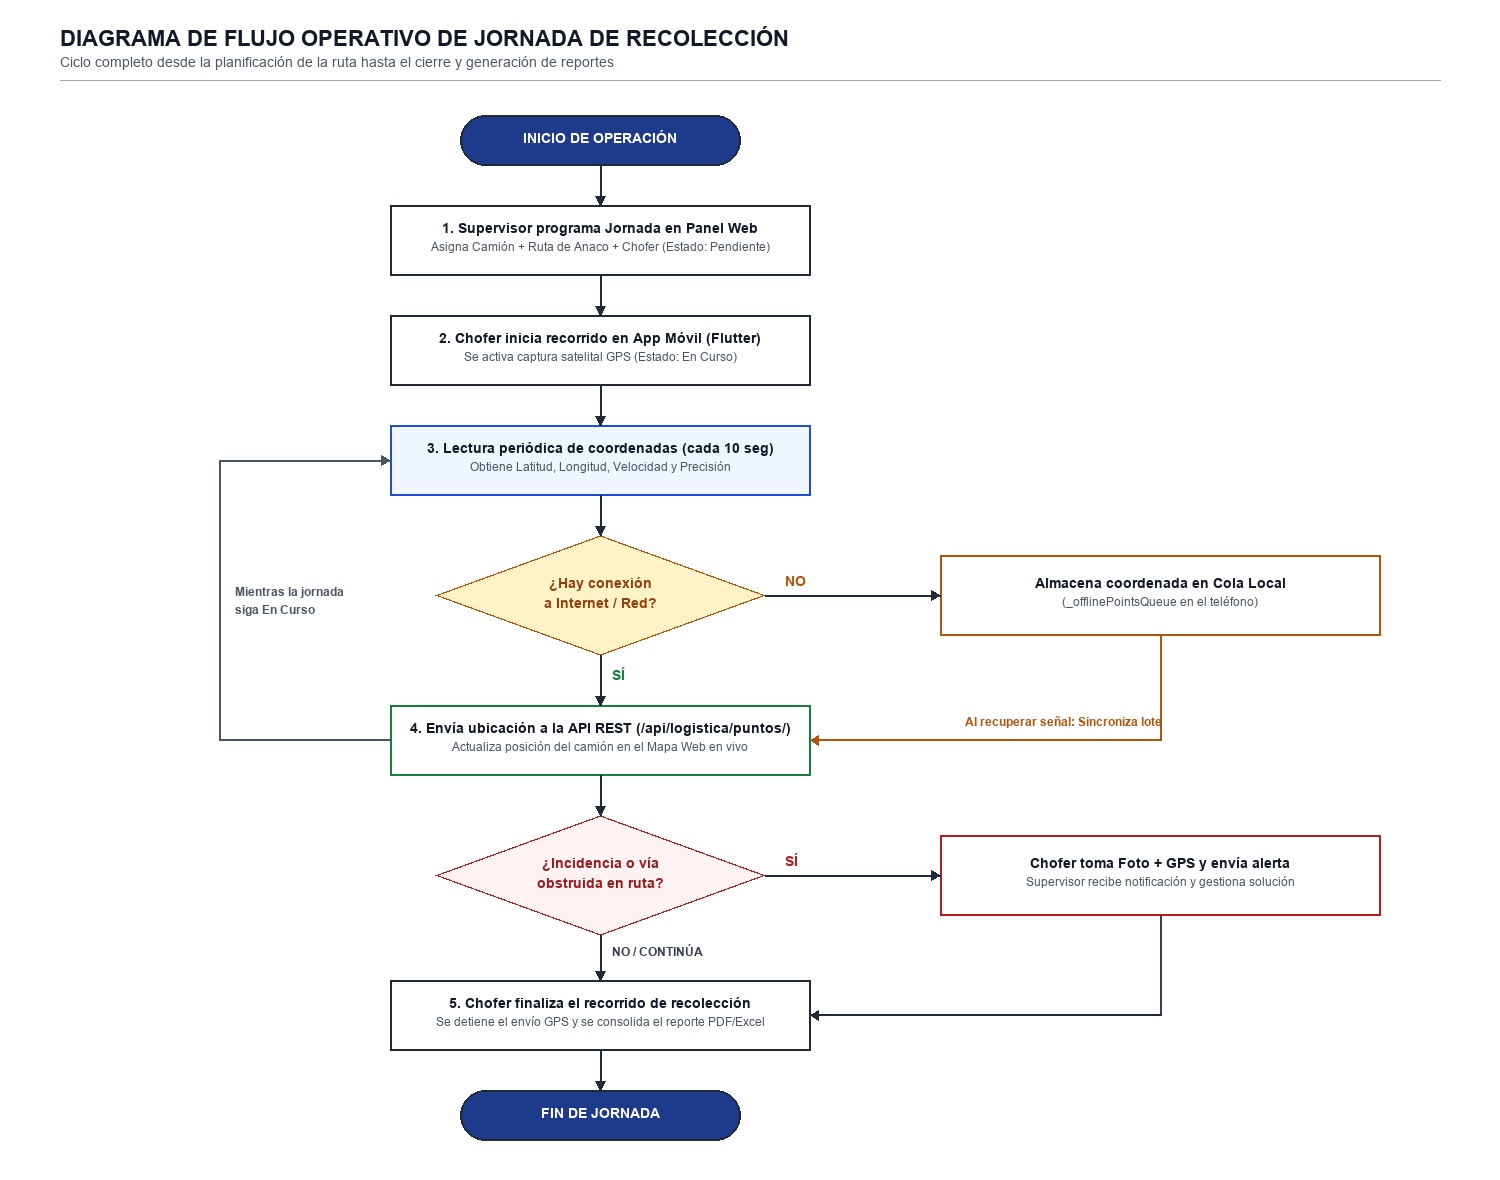 DIAGRAMA DE FLUJO OPERATIVO DE JORNADA DE RECOLECCIÓN
Ciclo completo desde la planificación de la ruta hasta el cierre y generación de reportes
INICIO DE OPERACIÓN
1. Supervisor programa Jornada en Panel Web
Asigna Camión + Ruta de Anaco + Chofer (Estado: Pendiente)
2. Chofer inicia recorrido en App Móvil (Flutter)
Se activa captura satelital GPS (Estado: En Curso)
3. Lectura periódica de coordenadas (cada 10 seg)
Obtiene Latitud, Longitud, Velocidad y Precisión
¿Hay conexión
a Internet / Red?
NO
Almacena coordenada en Cola Local
(_offlinePointsQueue en el teléfono)
Mientras la jornada
siga En Curso
SÍ
Al recuperar señal: Sincroniza lote
4. Envía ubicación a la API REST (/api/logistica/puntos/)
Actualiza posición del camión en el Mapa Web en vivo
¿Incidencia o vía
obstruida en ruta?
SÍ
Chofer toma Foto + GPS y envía alerta
Supervisor recibe notificación y gestiona solución
NO / CONTINÚA
5. Chofer finaliza el recorrido de recolección
Se detiene el envío GPS y se consolida el reporte PDF/Excel
FIN DE JORNADA